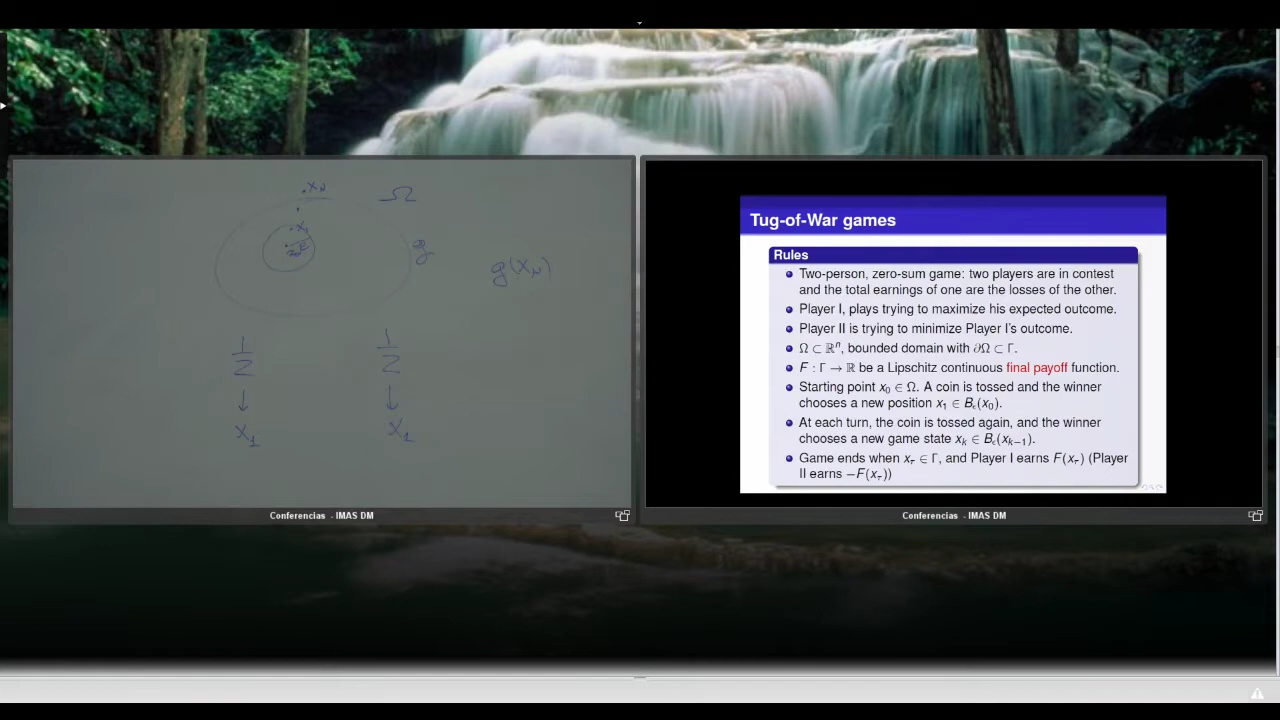 x_N
Ω
x_1
g
g(x_N)
1/2 1/2
↓ ↓
x_1 x_1
Conferencias - IMAS DM
Tug-of-War games
Rules
Two-person, zero-sum game: two players are in contest
and the total earnings of one are the losses of the other.
Player I, plays trying to maximize his expected outcome.
Player II is trying to minimize Player I's outcome.
Ω ⊂ ℝⁿ, bounded domain with ∂Ω ⊂ Γ.
F : Γ → ℝ be a Lipschitz continuous final payoff function.
Starting point x₀ ∈ Ω. A coin is tossed and the winner
chooses a new position x₁ ∈ B_ϵ(x₀).
At each turn, the coin is tossed again, and the winner
chooses a new game state x_k ∈ B_ϵ(x_{k−1}).
Game ends when x_τ ∈ Γ, and Player I earns F(x_τ) (Player
II earns −F(x_τ))
Conferencias - IMAS DM